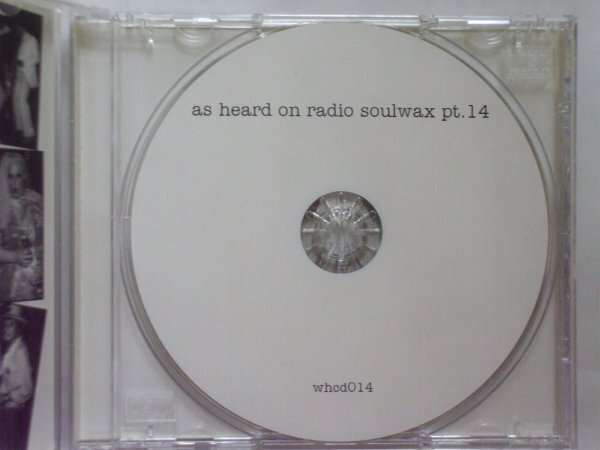 as heard on radio soulwax pt.14
whcd014